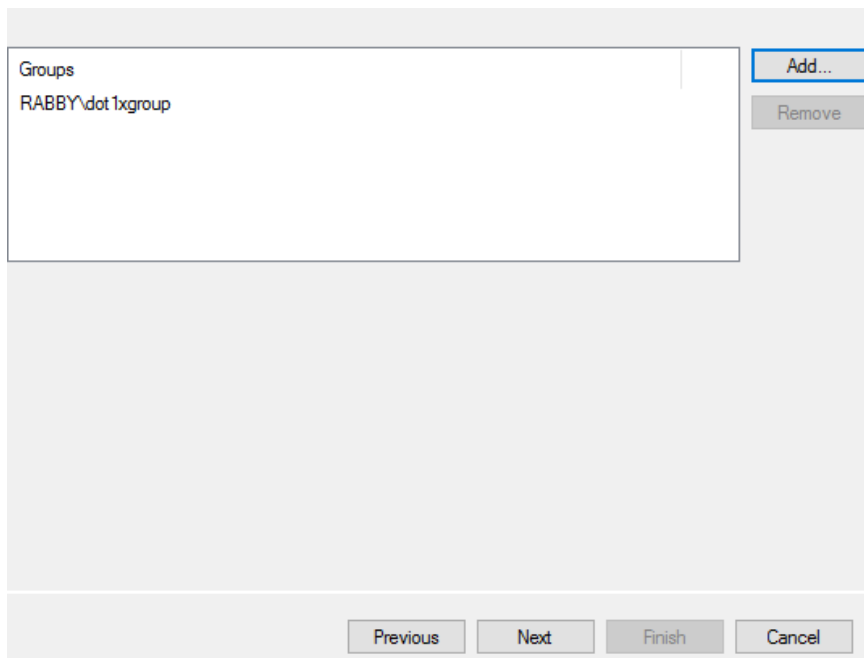 Groups
Add...
RABBY\dot1xgroup
Remove
Previous
Next
Finish
Cancel